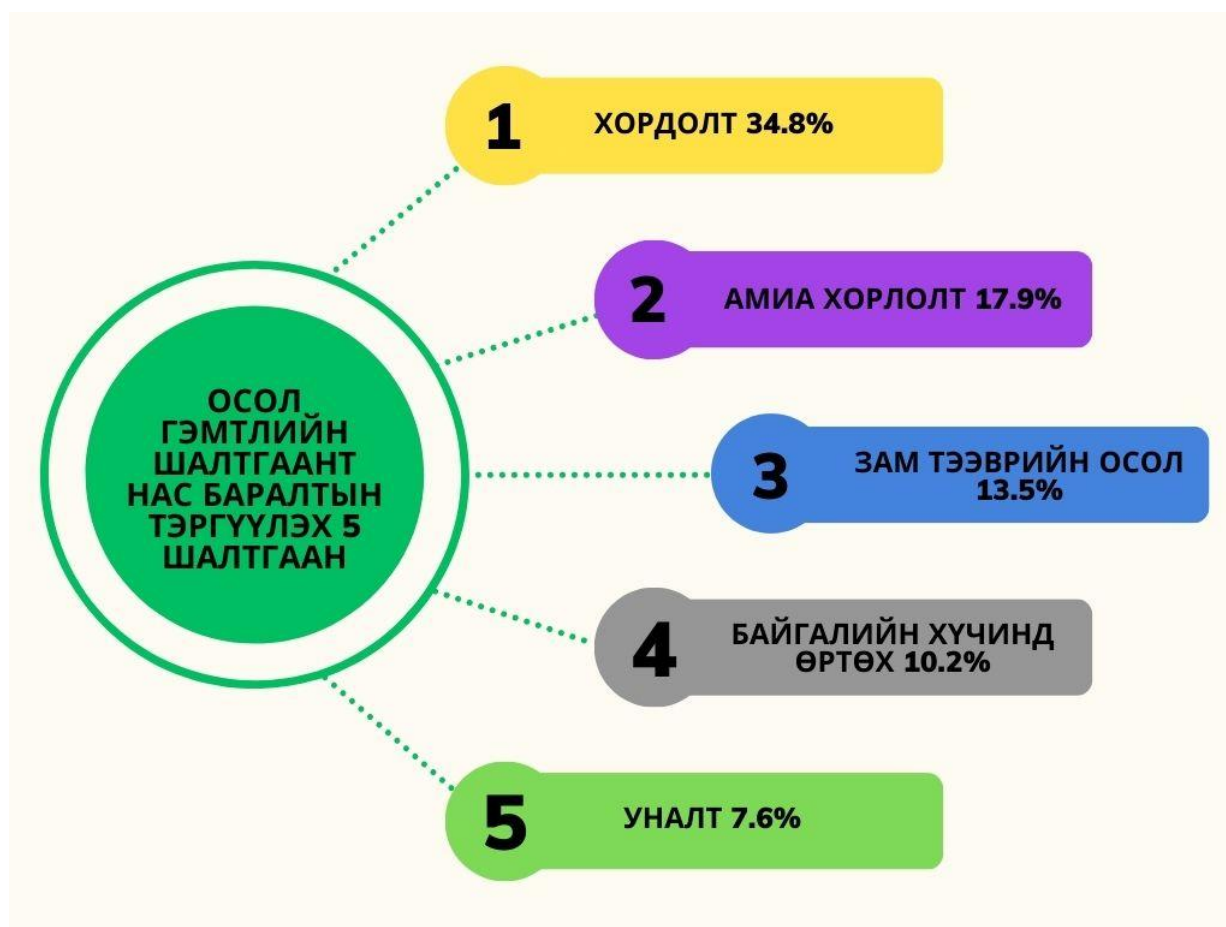 ОСОЛ
ГЭМТЛИЙН
ШАЛТГААНТ
НАС БАРАЛТЫН
ТЭРГҮҮЛЭХ 5
ШАЛТГААН
1
ХОРДОЛТ 34.8%
2
АМИА ХОРЛОЛТ 17.9%
3
ЗАМ ТЭЭВРИЙН ОСОЛ
13.5%
4
БАЙГАЛИЙН ХҮЧИНД
ӨРТӨХ 10.2%
5
УНАЛТ 7.6%